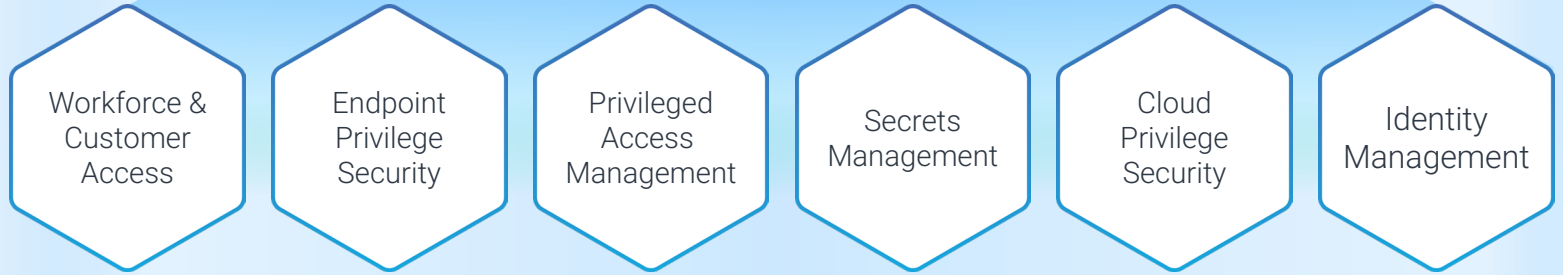 Workforce &
Customer
Access
Endpoint
Privilege
Security
Privileged
Access
Management
Secrets
Management
Cloud
Privilege
Security
Identity
Management